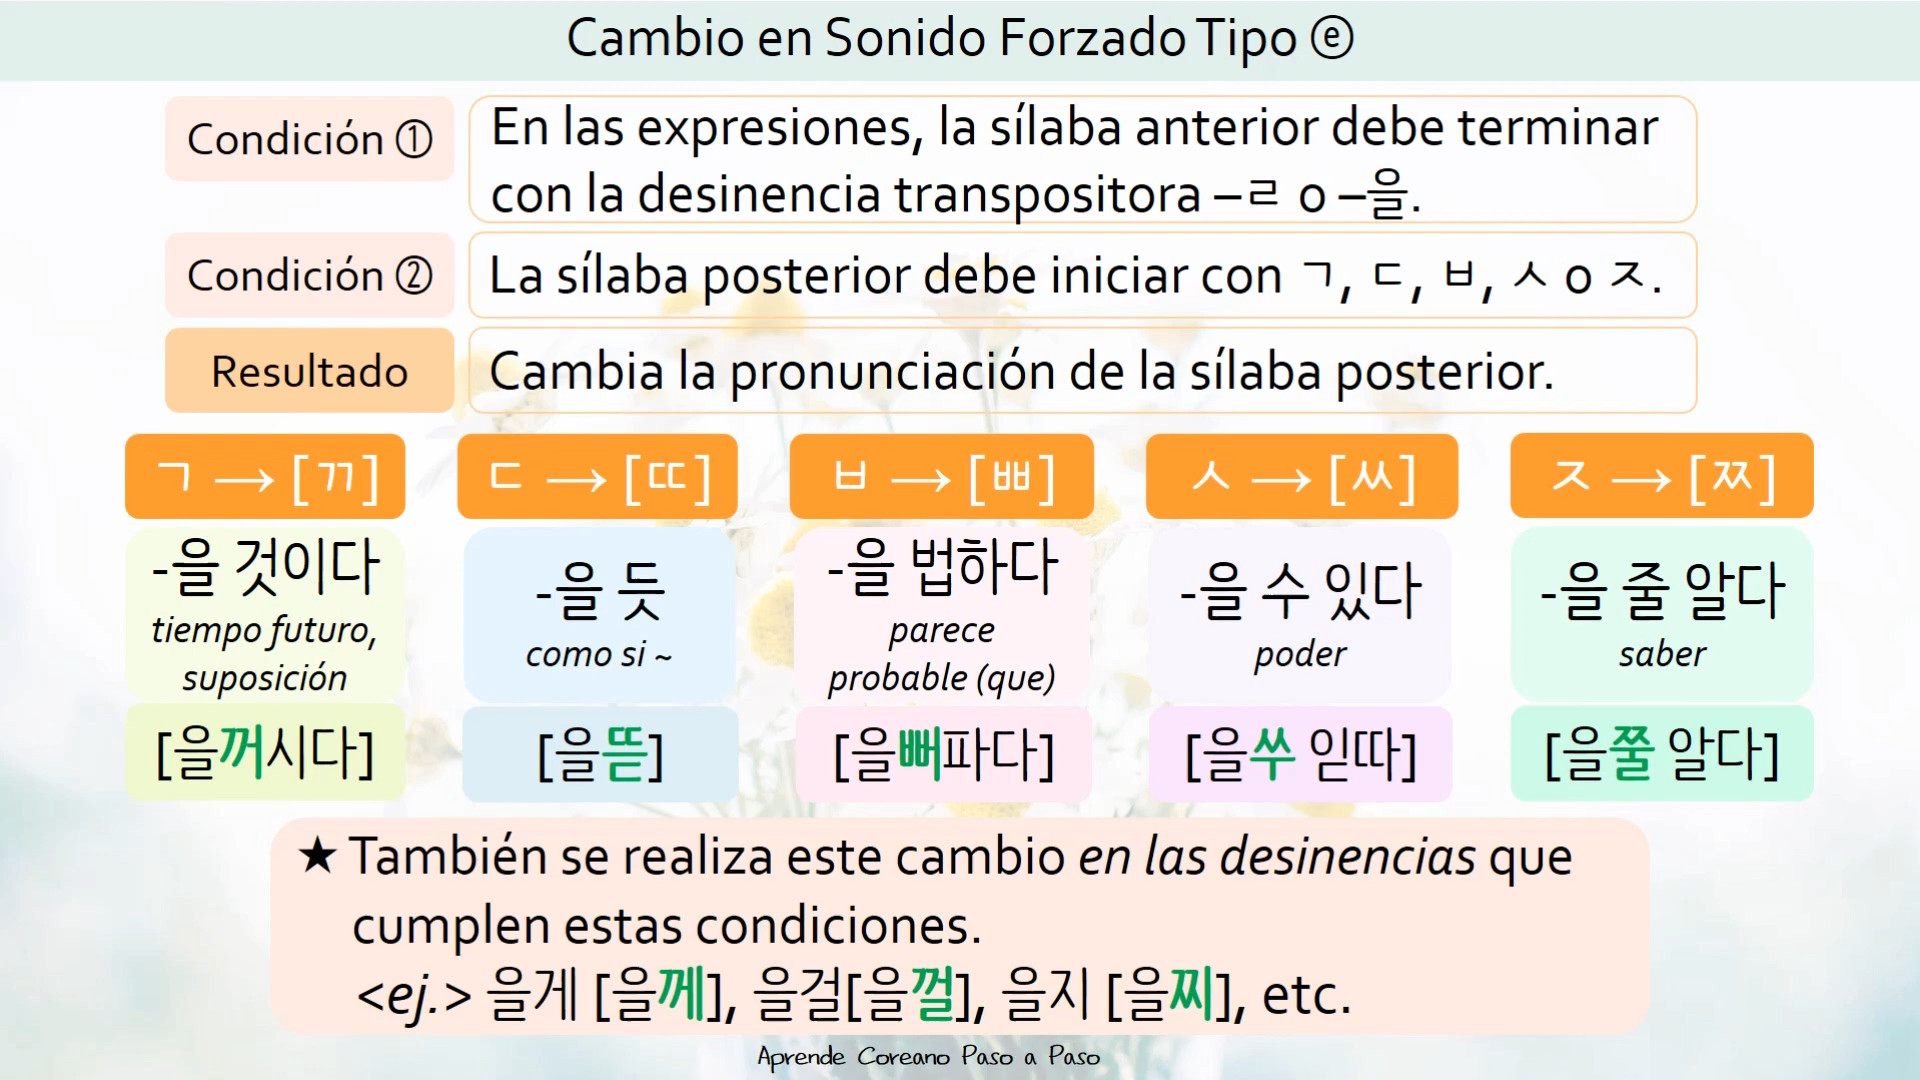 Cambio en Sonido Forzado Tipo ⓔ
Condición ①
En las expresiones, la sílaba anterior debe terminar
con la desinencia transpositora –ㄹ o –을.
Condición ②
La sílaba posterior debe iniciar con ㄱ, ㄷ, ㅂ, ㅅ o ㅈ.
Resultado
Cambia la pronunciación de la sílaba posterior.
ㄱ → [ㄲ]
ㄷ → [ㄸ]
ㅂ → [ㅃ]
ㅅ → [ㅆ]
ㅈ → [ㅉ]
-을 것이다
tiempo futuro,
suposición
-을 듯
como si ~
-을 법하다
parece
probable (que)
-을 수 있다
poder
-을 줄 알다
saber
[을꺼시다]
[을뜯]
[을뻐파다]
[을쑤 읻따]
[을쭐 알다]
★ También se realiza este cambio en las desinencias que
cumplen estas condiciones.
<ej.> 을게 [을께], 을걸[을껄], 을지 [을찌], etc.
Aprende Coreano Paso a Paso